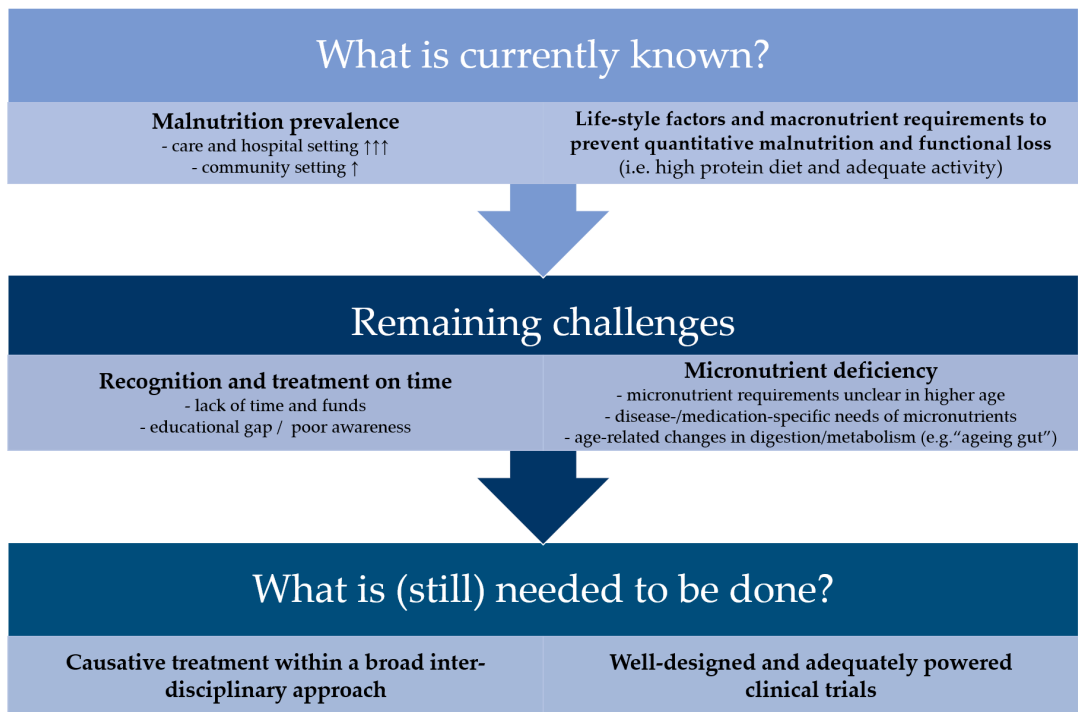 What is currently known?
Malnutrition prevalence
- care and hospital setting ↑↑↑
- community setting ↑
Life-style factors and macronutrient requirements to
prevent quantitative malnutrition and functional loss
(i.e. high protein diet and adequate activity)
Remaining challenges
Recognition and treatment on time
- lack of time and funds
- educational gap /  poor awareness
Micronutrient deficiency
- micronutrient requirements unclear in higher age
- disease-/medication-specific needs of micronutrients
- age-related changes in digestion/metabolism (e.g.“ageing gut”)
What is (still) needed to be done?
Causative treatment within a broad inter-
disciplinary approach
Well-designed and adequately powered
clinical trials